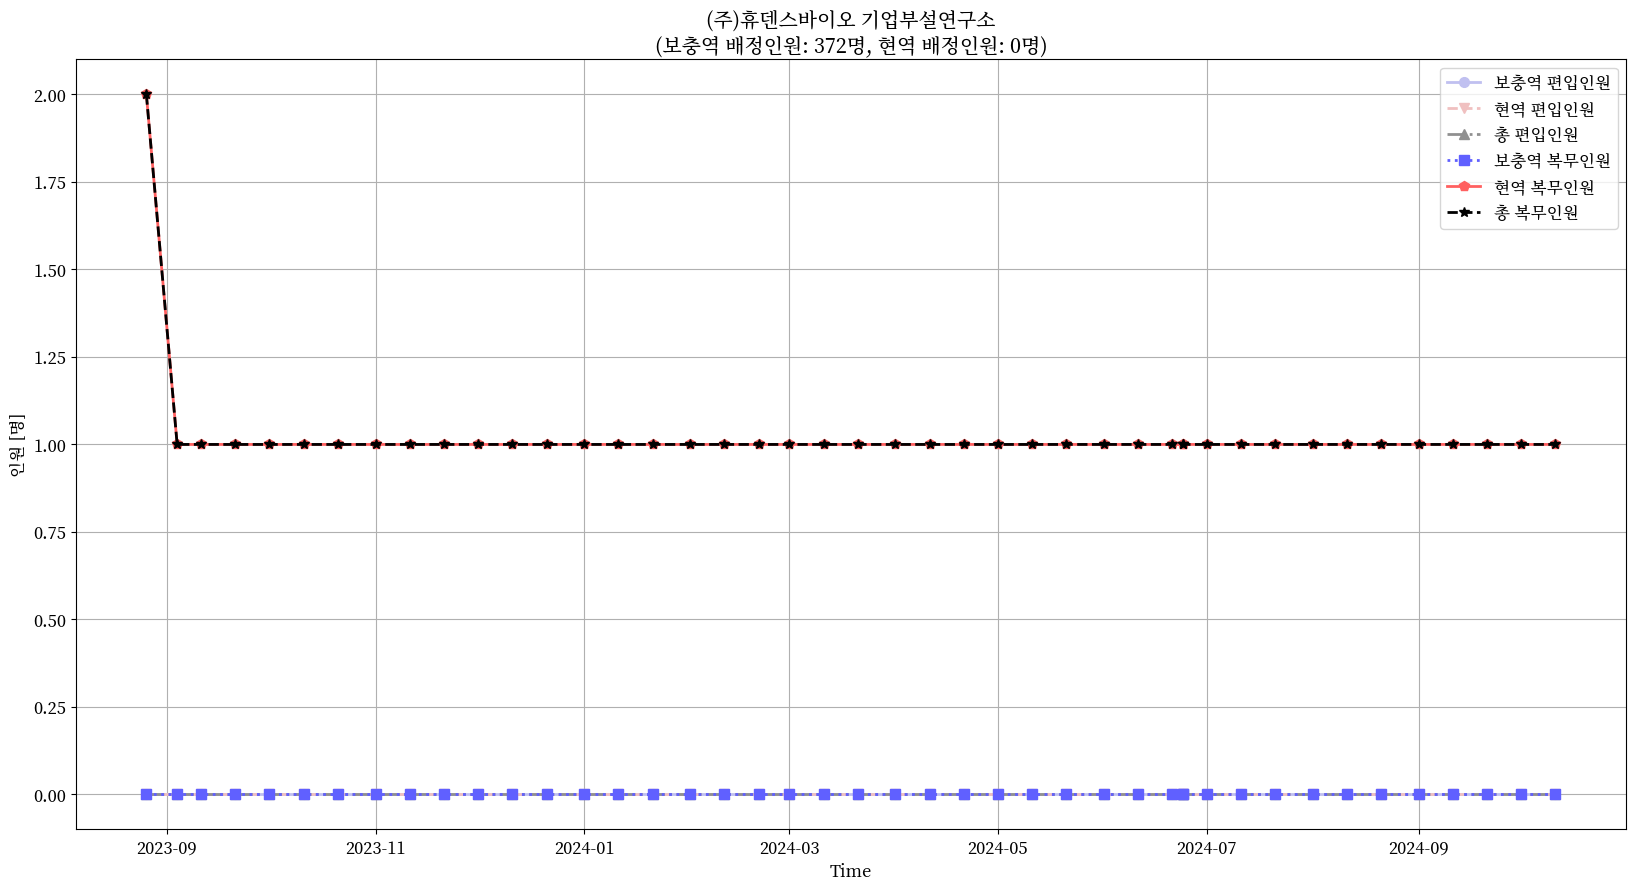 (주)휴덴스바이오 기업부설연구소
(보충역 배정인원: 372명, 현역 배정인원: 0명)
보충역 편입인원
현역 편입인원
총 편입인원
보충역 복무인원
현역 복무인원
총 복무인원
2.00
1.75
1.50
1.25
1.00
0.75
0.50
0.25
0.00
인원 [명]
2023-09
2023-11
2024-01
2024-03
2024-05
2024-07
2024-09
Time